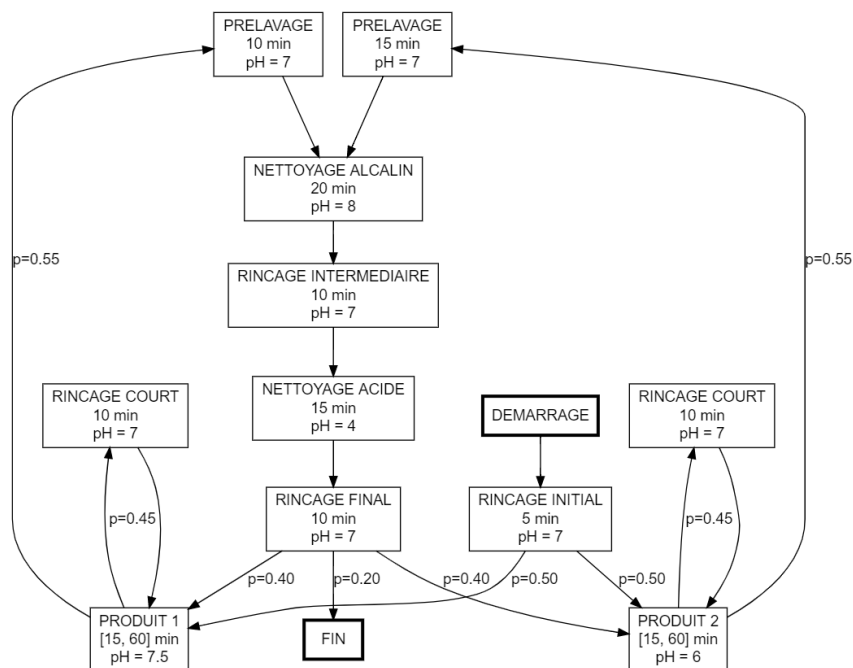 PRELAVAGE
10 min
pH = 7
PRELAVAGE
15 min
pH = 7
NETTOYAGE ALCALIN
20 min
pH = 8
p=0.55
p=0.55
RINCAGE INTERMEDIAIRE
10 min
pH = 7
RINCAGE COURT
10 min
pH = 7
NETTOYAGE ACIDE
15 min
pH = 4
DEMARRAGE
RINCAGE COURT
10 min
pH = 7
p=0.45
RINCAGE FINAL
10 min
pH = 7
RINCAGE INITIAL
5 min
pH = 7
p=0.45
p=0.40
p=0.20
p=0.40
p=0.50
p=0.50
PRODUIT 1
[15, 60] min
pH = 7.5
FIN
PRODUIT 2
[15, 60] min
pH = 6